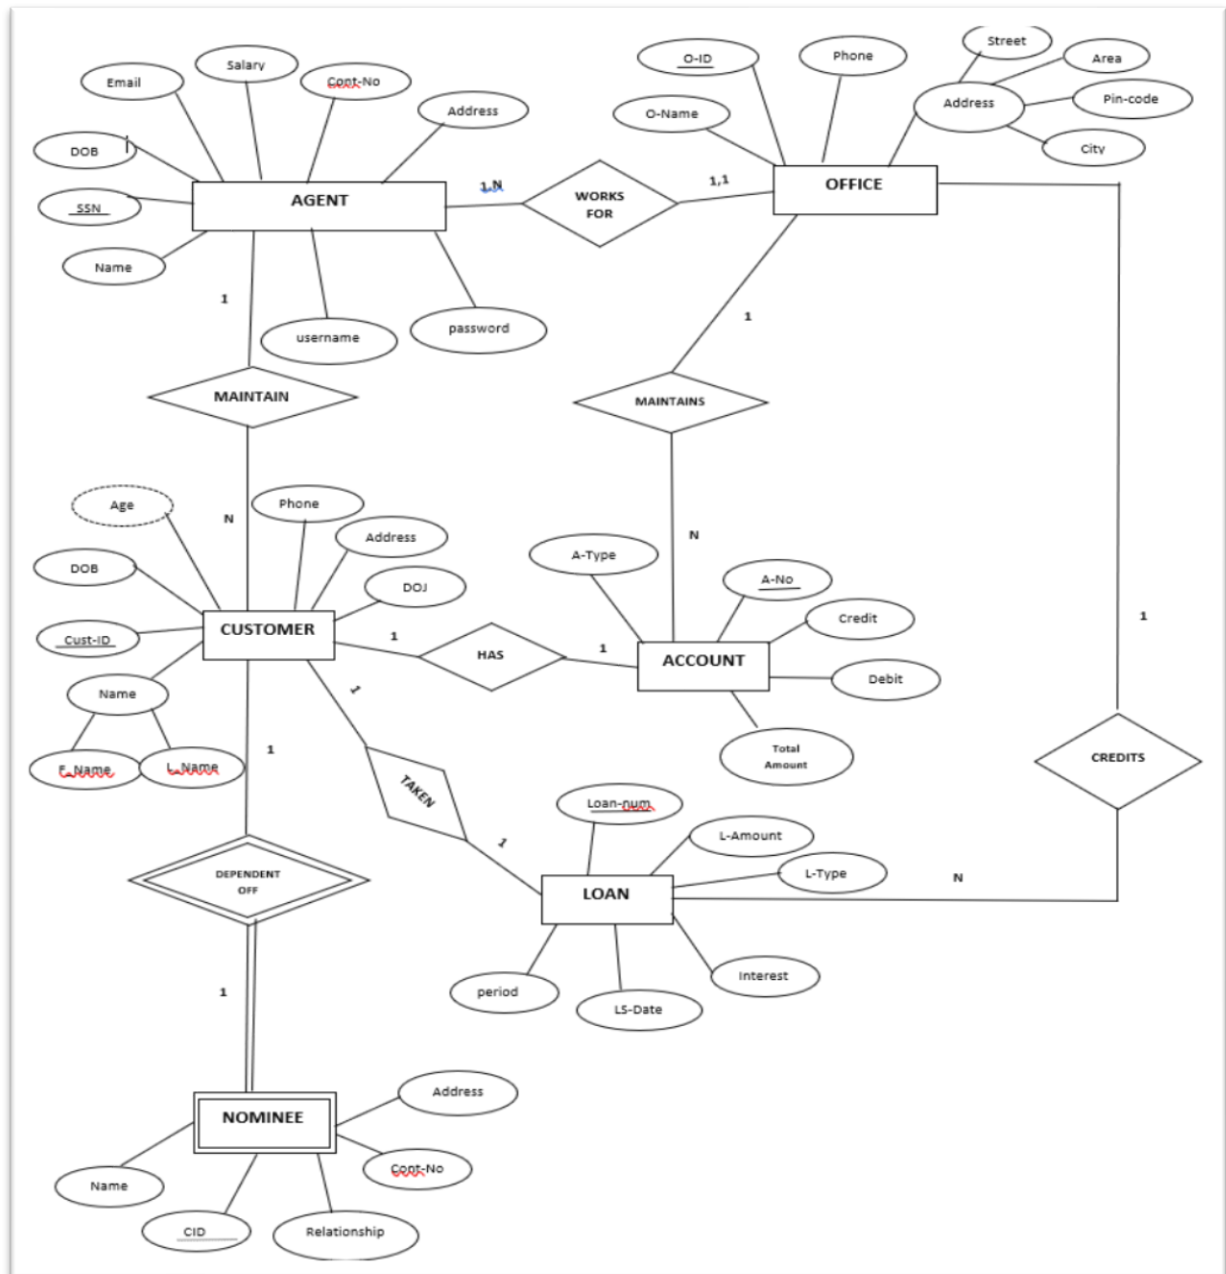 Street
O-ID
Phone
Area
Salary
Email
Cont-No
Address
Pin-code
Address
O-Name
City
DOB
1,N
1,1
OFFICE
WORKS
FOR
AGENT
SSN
Name
1
1
username
password
MAINTAIN
MAINTAINS
Age
Phone
N
Address
N
A-Type
DOB
DOJ
A-No
Credit
1
CUSTOMER
Cust-ID
1
HAS
1
ACCOUNT
Debit
Name
1
1
Total
Amount
CREDITS
F_Name
L_Name
TAKEN
Loan-num
L-Amount
1
DEPENDENT
OFF
L-Type
N
LOAN
1
period
Interest
LS-Date
Address
NOMINEE
Cont-No
Name
CID
Relationship